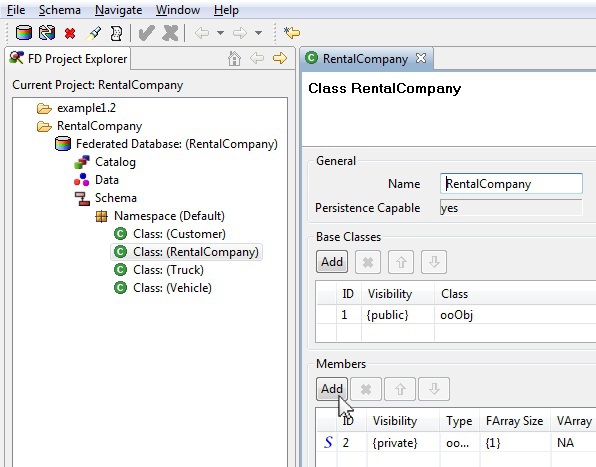 File Schema Navigate Window Help
FD Project Explorer
Current Project: RentalCompany
example1.2
RentalCompany
Federated Database: (RentalCompany)
Catalog
Data
Schema
Namespace (Default)
C Class: (Customer)
C Class: (RentalCompany)
C Class: (Truck)
C Class: (Vehicle)
C RentalCompany
Class RentalCompany
General
Name RentalCompany
Persistence Capable yes
Base Classes
Add
ID Visibility Class
1 {public} ooObj
Members
Add
ID Visibility Type FArray Size VArray
S 2 {private} oo... {1} NA